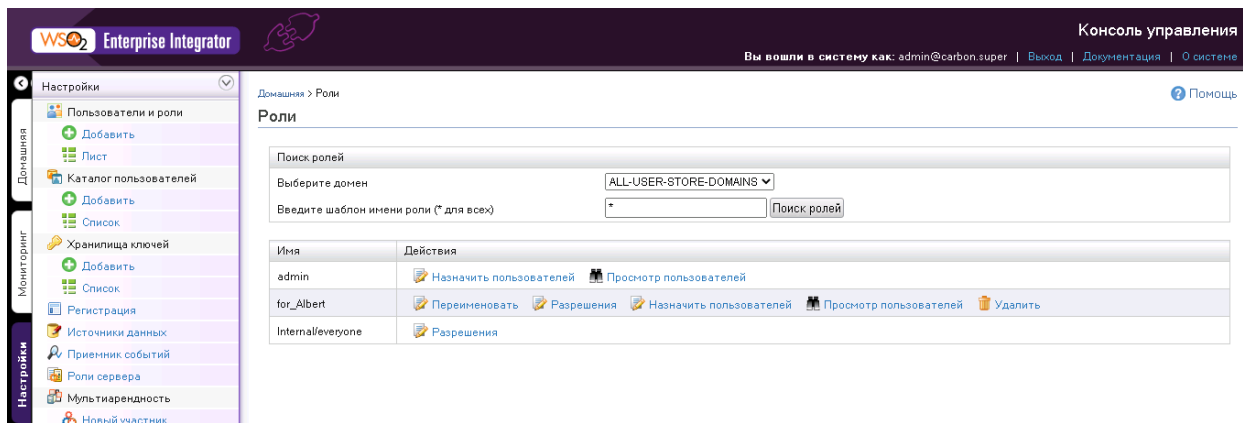 WSO2 Enterprise Integrator
Консоль управления
Вы вошли в систему как: admin@carbon.super | Выход | Документация | О системе
Домашняя
Мониторинг
Настройки
Настройки
Пользователи и роли
Добавить
Лист
Каталог пользователей
Добавить
Список
Хранилища ключей
Добавить
Список
Регистрация
Источники данных
Приемник событий
Роли сервера
Мультиарендность
Новый участник
Домашняя > Роли
Помощь
Роли
Поиск ролей
Выберите домен ALL-USER-STORE-DOMAINS
Введите шаблон имени роли (* для всех) * Поиск ролей
Имя Действия
admin Назначить пользователей Просмотр пользователей
for_Albert Переименовать Разрешения Назначить пользователей Просмотр пользователей Удалить
Internal/everyone Разрешения